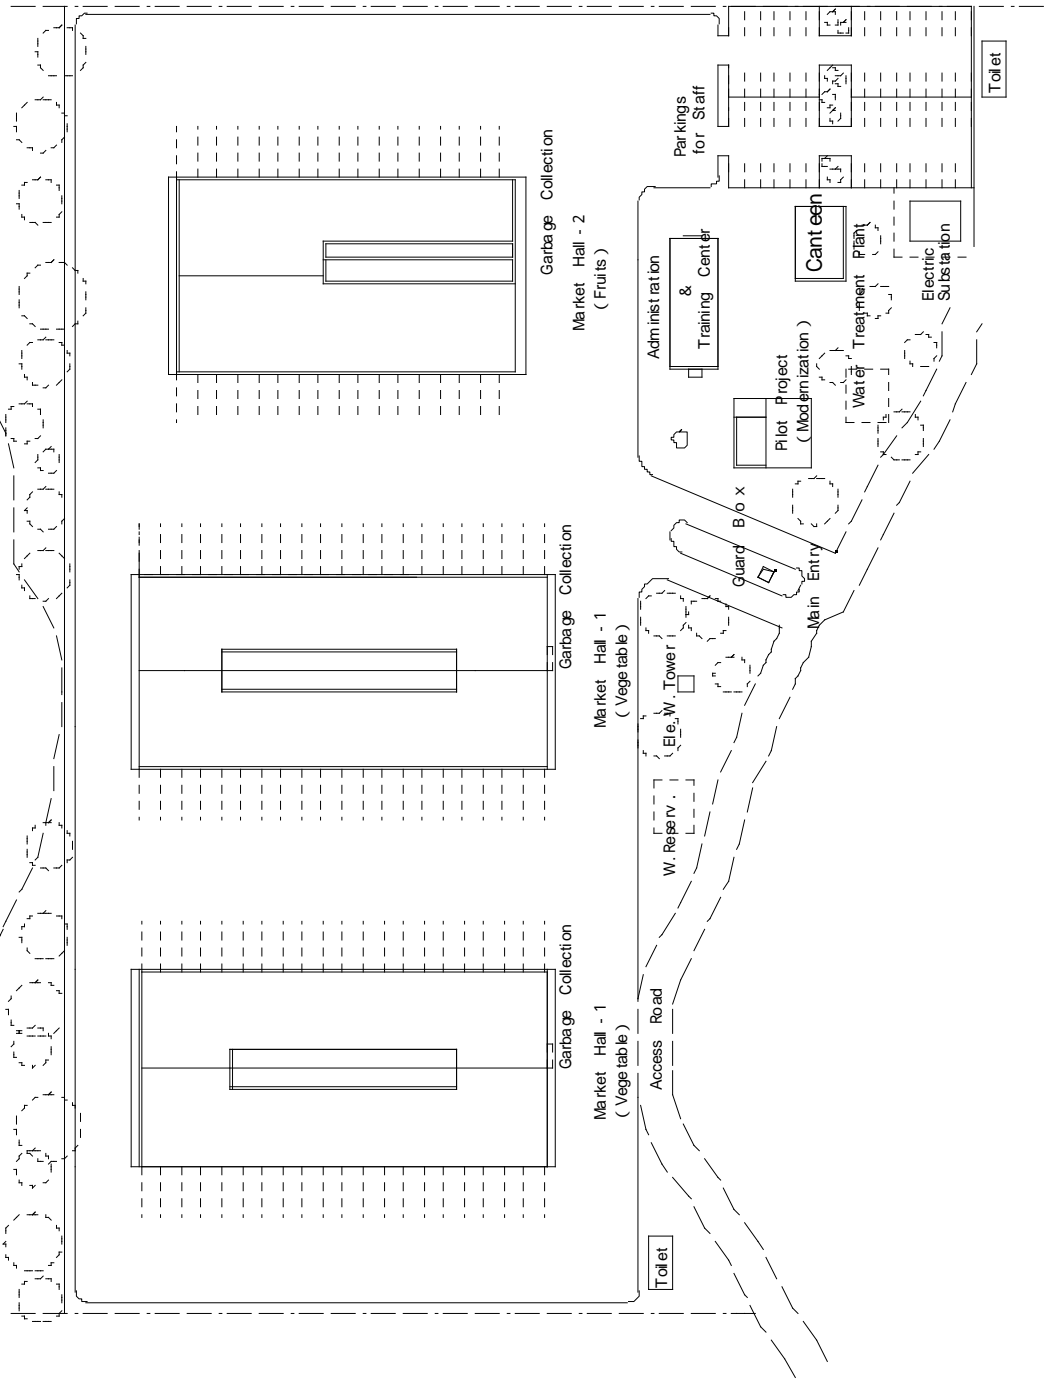 Toilet
Parkings
for Staff
Garbage Collection
Market Hall - 2
( Fruits)
Administration
&
Training Center
Canteen
Electric
Substation
Water Treatment Plant
Pilot Project
( Modernization )
Guard Box
Main Entry
Garbage Collection
Market Hall - 1
( Vegetable)
Ele. W. Tower
W. Reserv.
Garbage Collection
Market Hall - 1
( Vegetable)
Access Road
Toilet